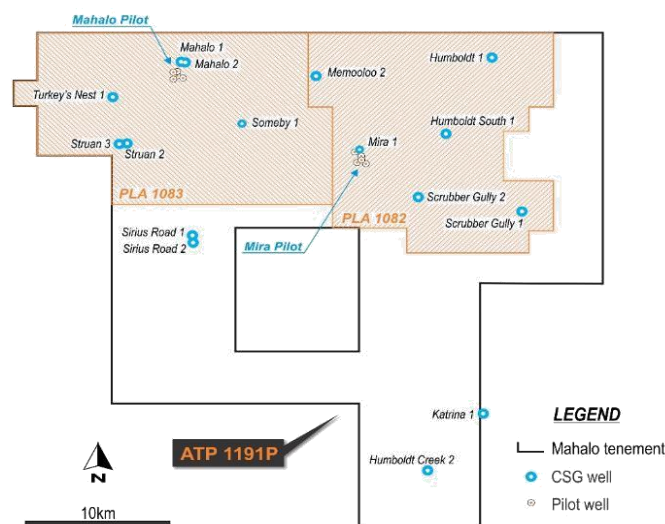 Mahalo Pilot
Mahalo 1
Mahalo 2
Humboldt 1
Memooloo 2
Turkey's Nest 1
Someby 1
Humboldt South 1
Struan 3
Struan 2
Mira 1
PLA 1083
Scrubber Gully 2
PLA 1082
Scrubber Gully 1
Sirius Road 1
Sirius Road 2
Mira Pilot
Katrina 1
LEGEND
Mahalo tenement
ATP 1191P
Humboldt Creek 2
CSG well
N
Pilot well
10km